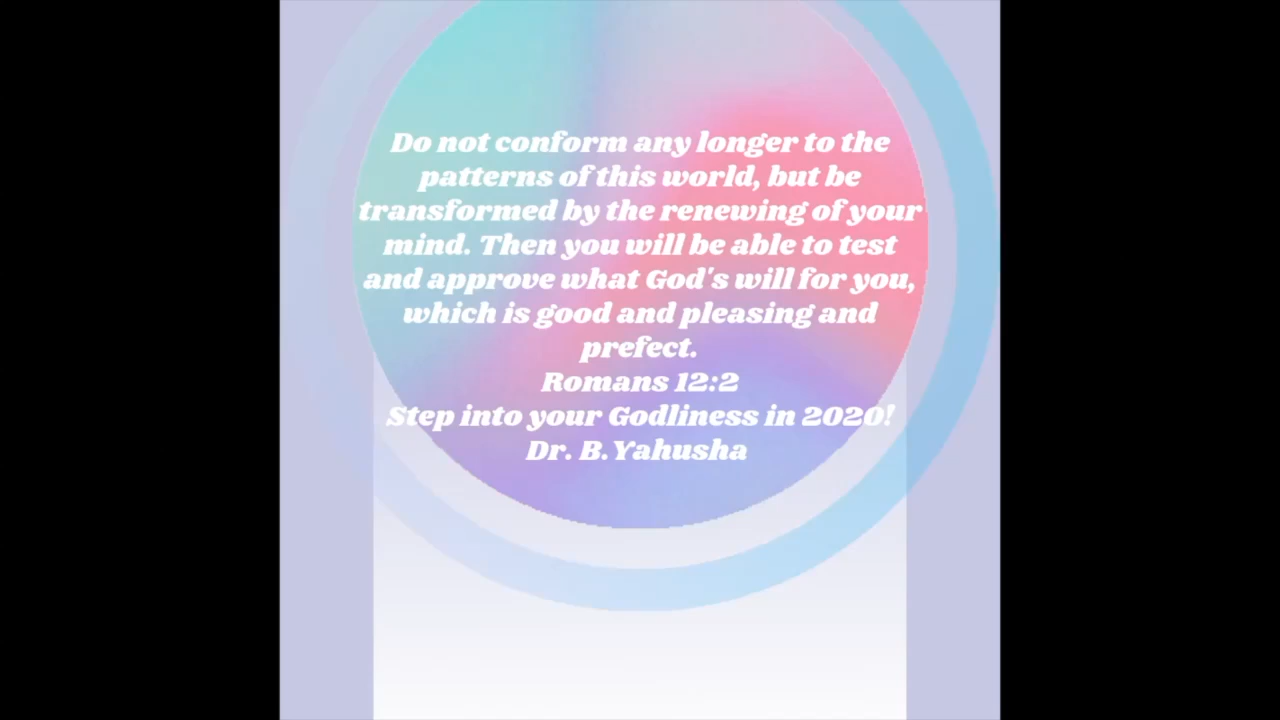 Do not conform any longer to the
patterns of this world, but be
transformed by the renewing of your
mind. Then you will be able to test
and approve what God's will for you,
which is good and pleasing and
prefect.
Romans 12:2
Step into your Godliness in 2020!
Dr. B.Yahusha